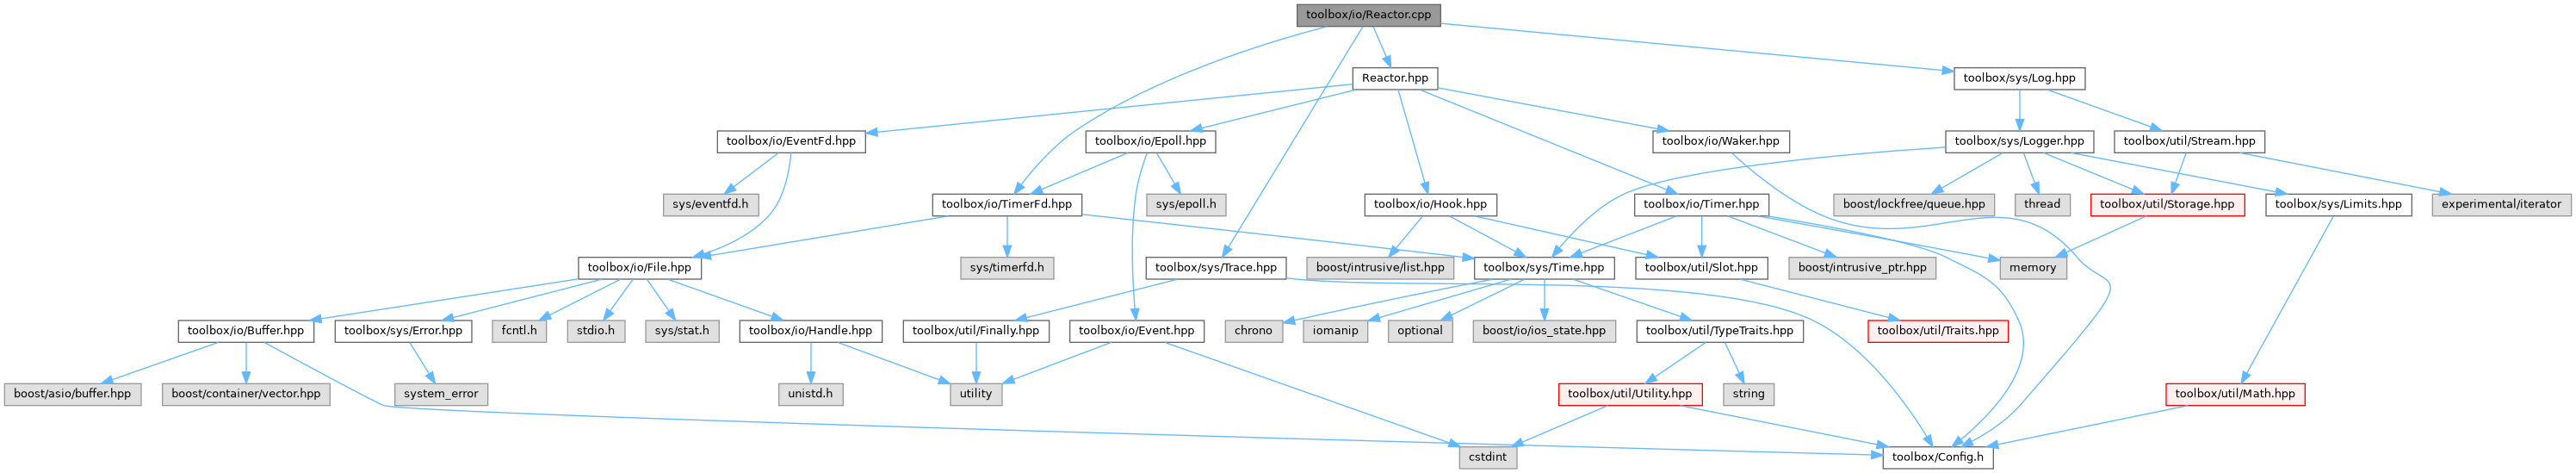 toolbox/io/Reactor.cpp
Reactor.hpp
toolbox/sys/Log.hpp
toolbox/io/EventFd.hpp
toolbox/io/Epoll.hpp
toolbox/io/Waker.hpp
toolbox/sys/Logger.hpp
toolbox/util/Stream.hpp
sys/eventfd.h
toolbox/io/TimerFd.hpp
sys/epoll.h
toolbox/io/Hook.hpp
toolbox/io/Timer.hpp
boost/lockfree/queue.hpp
thread
toolbox/util/Storage.hpp
toolbox/sys/Limits.hpp
experimental/iterator
toolbox/io/File.hpp
sys/timerfd.h
toolbox/sys/Trace.hpp
boost/intrusive/list.hpp
toolbox/sys/Time.hpp
toolbox/util/Slot.hpp
boost/intrusive_ptr.hpp
memory
toolbox/io/Buffer.hpp
toolbox/sys/Error.hpp
fcntl.h
stdio.h
sys/stat.h
toolbox/io/Handle.hpp
toolbox/util/Finally.hpp
toolbox/io/Event.hpp
chrono
iomanip
optional
boost/io/ios_state.hpp
toolbox/util/TypeTraits.hpp
toolbox/util/Traits.hpp
boost/asio/buffer.hpp
boost/container/vector.hpp
system_error
unistd.h
utility
toolbox/util/Utility.hpp
string
toolbox/util/Math.hpp
cstdint
toolbox/Config.h